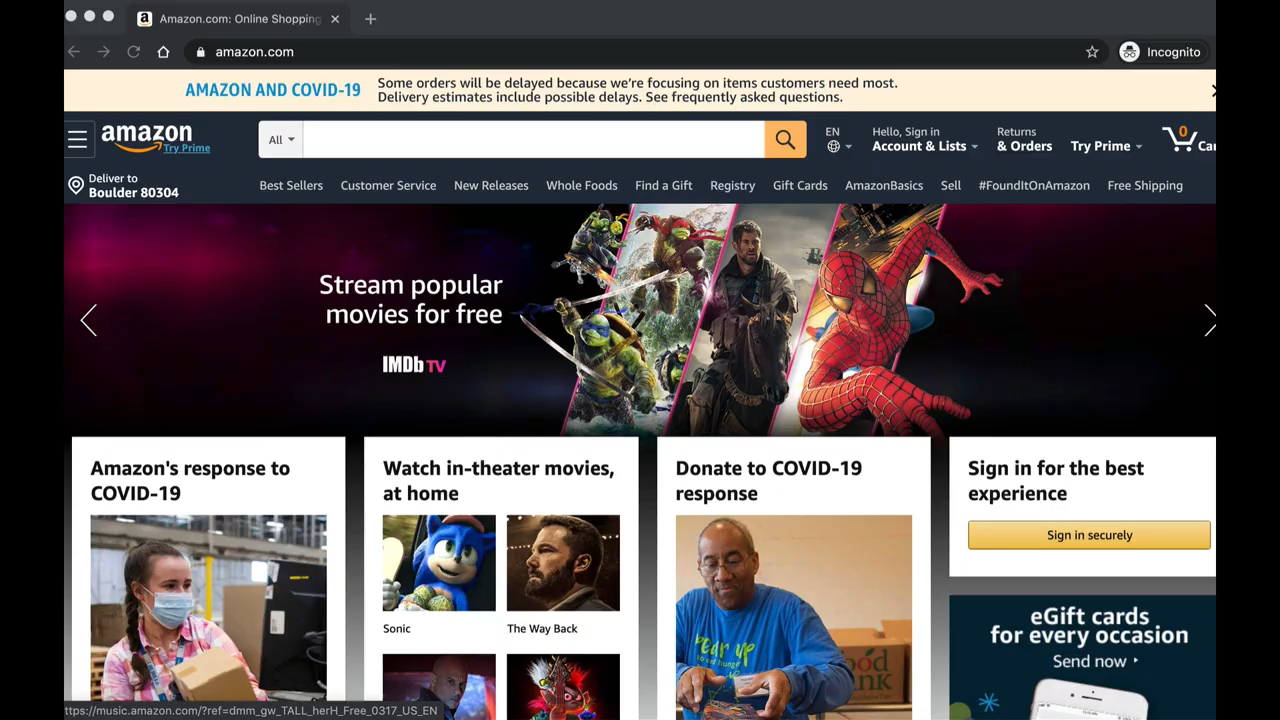 Amazon.com: Online Shopping
amazon.com
Incognito
AMAZON AND COVID-19
Some orders will be delayed because we're focusing on items customers need most.
Delivery estimates include possible delays. See frequently asked questions.
amazon
Try Prime
All
EN
Hello, Sign in
Account & Lists
Returns
& Orders
Try Prime
0
Car
Deliver to
Boulder 80304
Best Sellers
Customer Service
New Releases
Whole Foods
Find a Gift
Registry
Gift Cards
AmazonBasics
Sell
#FoundItOnAmazon
Free Shipping
Stream popular
movies for free
IMDb TV
Amazon's response to
COVID-19
Watch in-theater movies,
at home
Sonic
The Way Back
Donate to COVID-19
response
Sign in for the best
experience
Sign in securely
eGift cards
for every occasion
Send now
ttps://music.amazon.com/?ref=dmm_gw_TALL_herH_Free_0317_US_EN